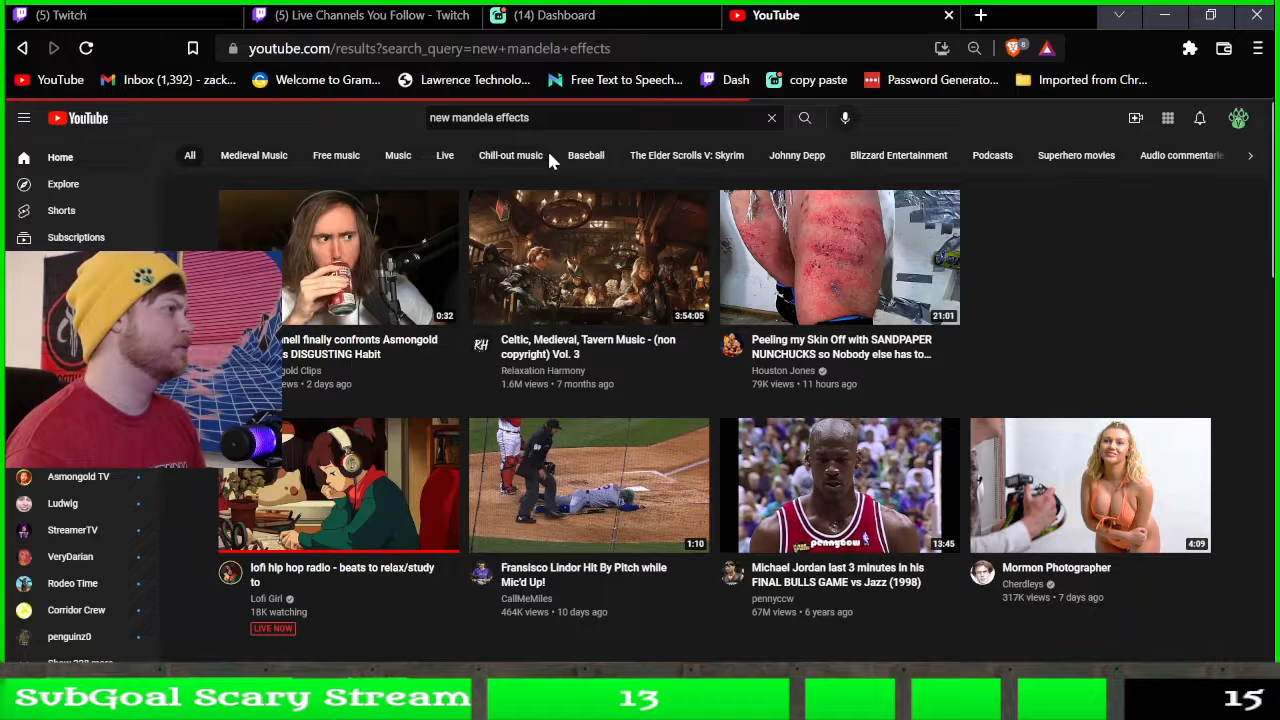 (5) Twitch
(5) Live Channels You Follow - Twitch
(14) Dashboard
YouTube
youtube.com/results?search_query=new+mandela+effects
8
YouTube
Inbox (1,392) - zack...
Welcome to Gram...
Lawrence Technolo...
Free Text to Speech...
Dash
copy paste
Password Generato...
Imported from Chr...
YouTube
new mandela effects
Home
All
Medieval Music
Free music
Music
Live
Chill-out music
Baseball
The Elder Scrolls V: Skyrim
Johnny Depp
Blizzard Entertainment
Podcasts
Superhero movies
Audio commentarie
Explore
Shorts
Subscriptions
0:32
3:54:05
21:01
nell finally confronts Asmongold
s DISGUSTING Habit
gold Clips
ews • 2 days ago
RH
Celtic, Medieval, Tavern Music - (non
copyright) Vol. 3
Relaxation Harmony
1.6M views • 7 months ago
Peeling my Skin Off with SANDPAPER
NUNCHUCKS so Nobody else has to...
Houston Jones
79K views • 11 hours ago
Asmongold TV
Ludwig
StreamerTV
VeryDarian
Rodeo Time
Corridor Crew
penguinz0
pennyccw
1:10
13:45
4:09
lofi hip hop radio - beats to relax/study
to
Lofi Girl
18K watching
LIVE NOW
Fransisco Lindor Hit By Pitch while
Mic'd Up!
CallMeMiles
464K views • 10 days ago
Michael Jordan last 3 minutes in his
FINAL BULLS GAME vs Jazz (1998)
pennyccw
67M views • 6 years ago
Mormon Photographer
Cherdleys
317K views • 7 days ago
SubGoal Scary Stream
13
15